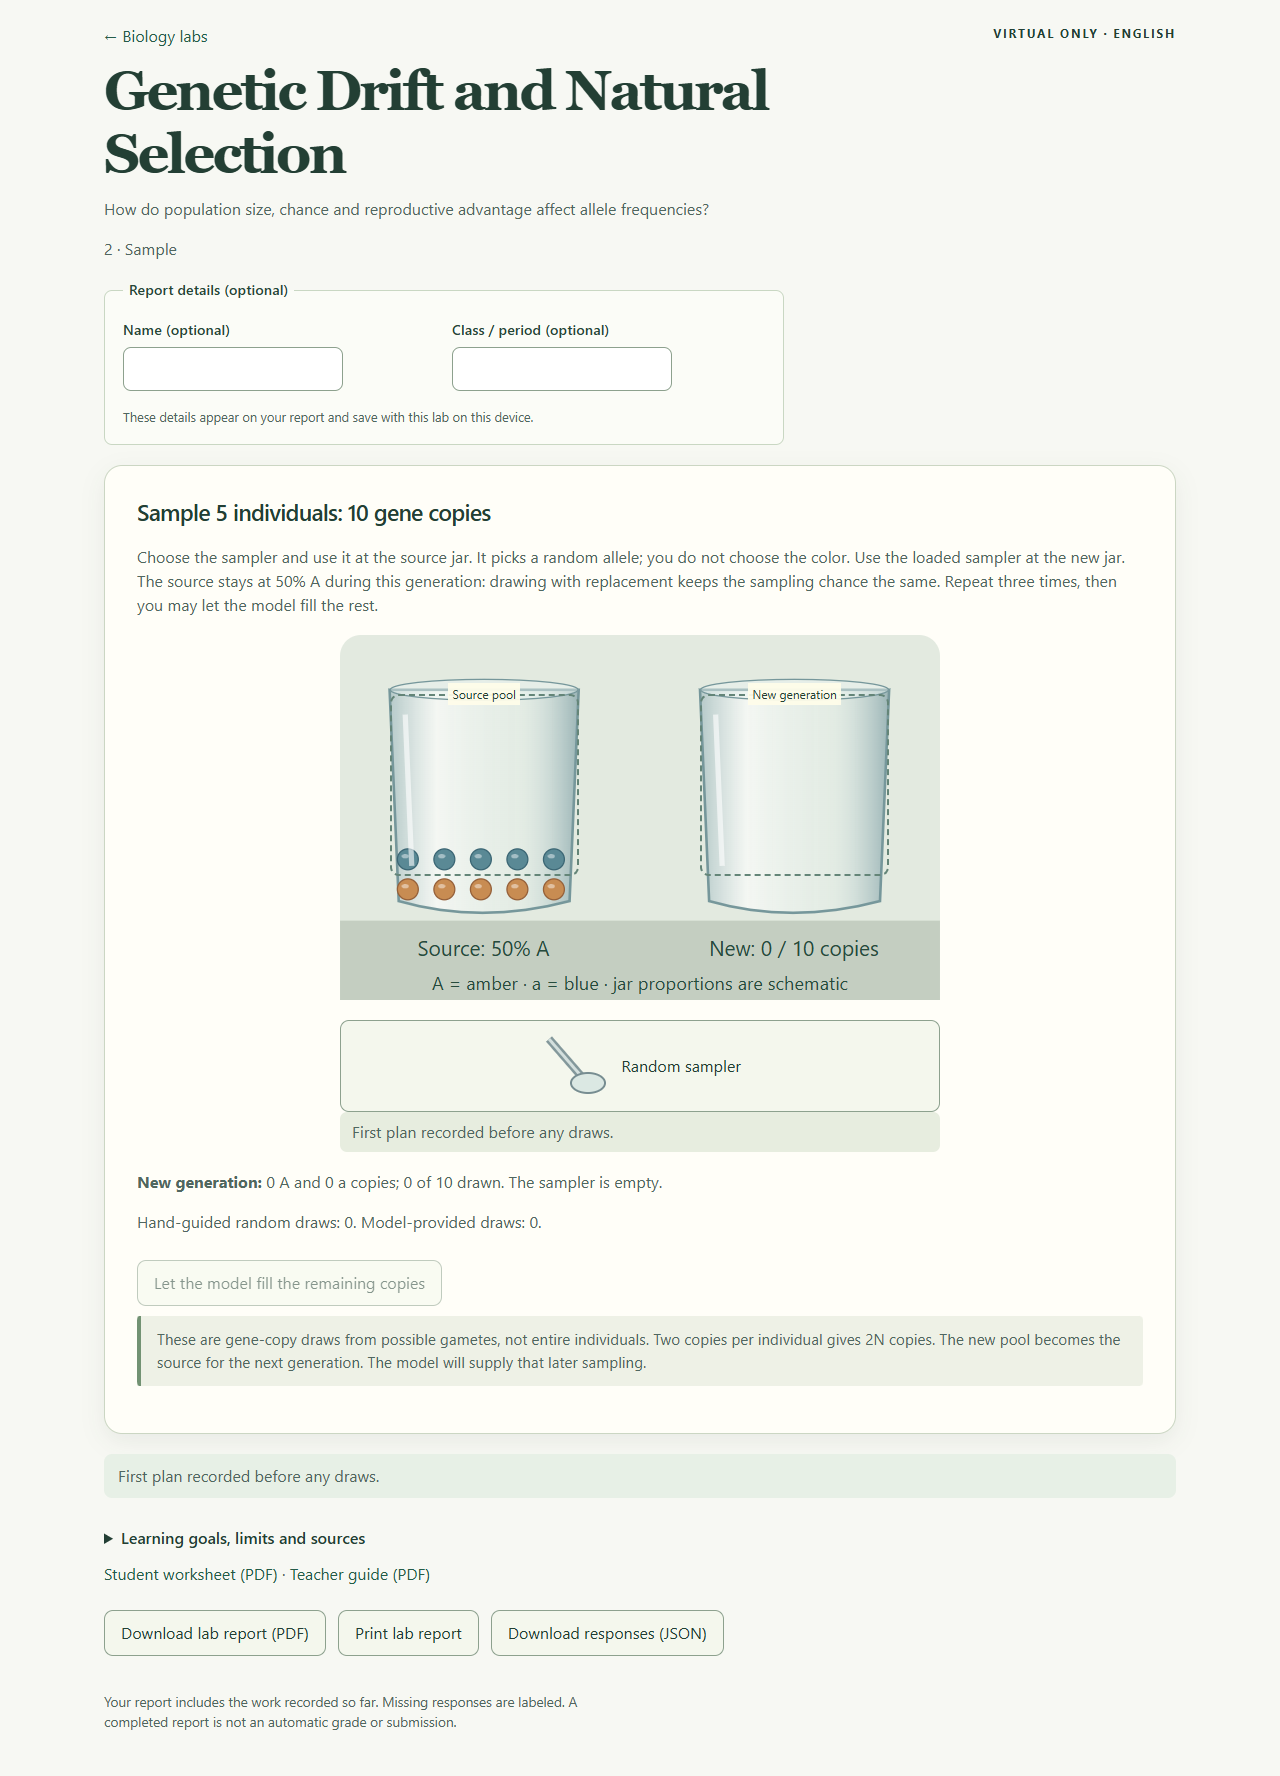 ← Biology labs
VIRTUAL ONLY · ENGLISH
Genetic Drift and Natural
Selection
How do population size, chance and reproductive advantage affect allele frequencies?
2 · Sample
Report details (optional)
Name (optional)
Class / period (optional)
These details appear on your report and save with this lab on this device.
Sample 5 individuals: 10 gene copies
Choose the sampler and use it at the source jar. It picks a random allele; you do not choose the color. Use the loaded sampler at the new jar.
The source stays at 50% A during this generation: drawing with replacement keeps the sampling chance the same. Repeat three times, then
you may let the model fill the rest.
Source pool
New generation
Source: 50% A
New: 0 / 10 copies
A = amber · a = blue · jar proportions are schematic
Random sampler
First plan recorded before any draws.
New generation: 0 A and 0 a copies; 0 of 10 drawn. The sampler is empty.
Hand-guided random draws: 0. Model-provided draws: 0.
Let the model fill the remaining copies
These are gene-copy draws from possible gametes, not entire individuals. Two copies per individual gives 2N copies. The new pool becomes the
source for the next generation. The model will supply that later sampling.
First plan recorded before any draws.
▶ Learning goals, limits and sources
Student worksheet (PDF) · Teacher guide (PDF)
Download lab report (PDF)
Print lab report
Download responses (JSON)
Your report includes the work recorded so far. Missing responses are labeled. A
completed report is not an automatic grade or submission.